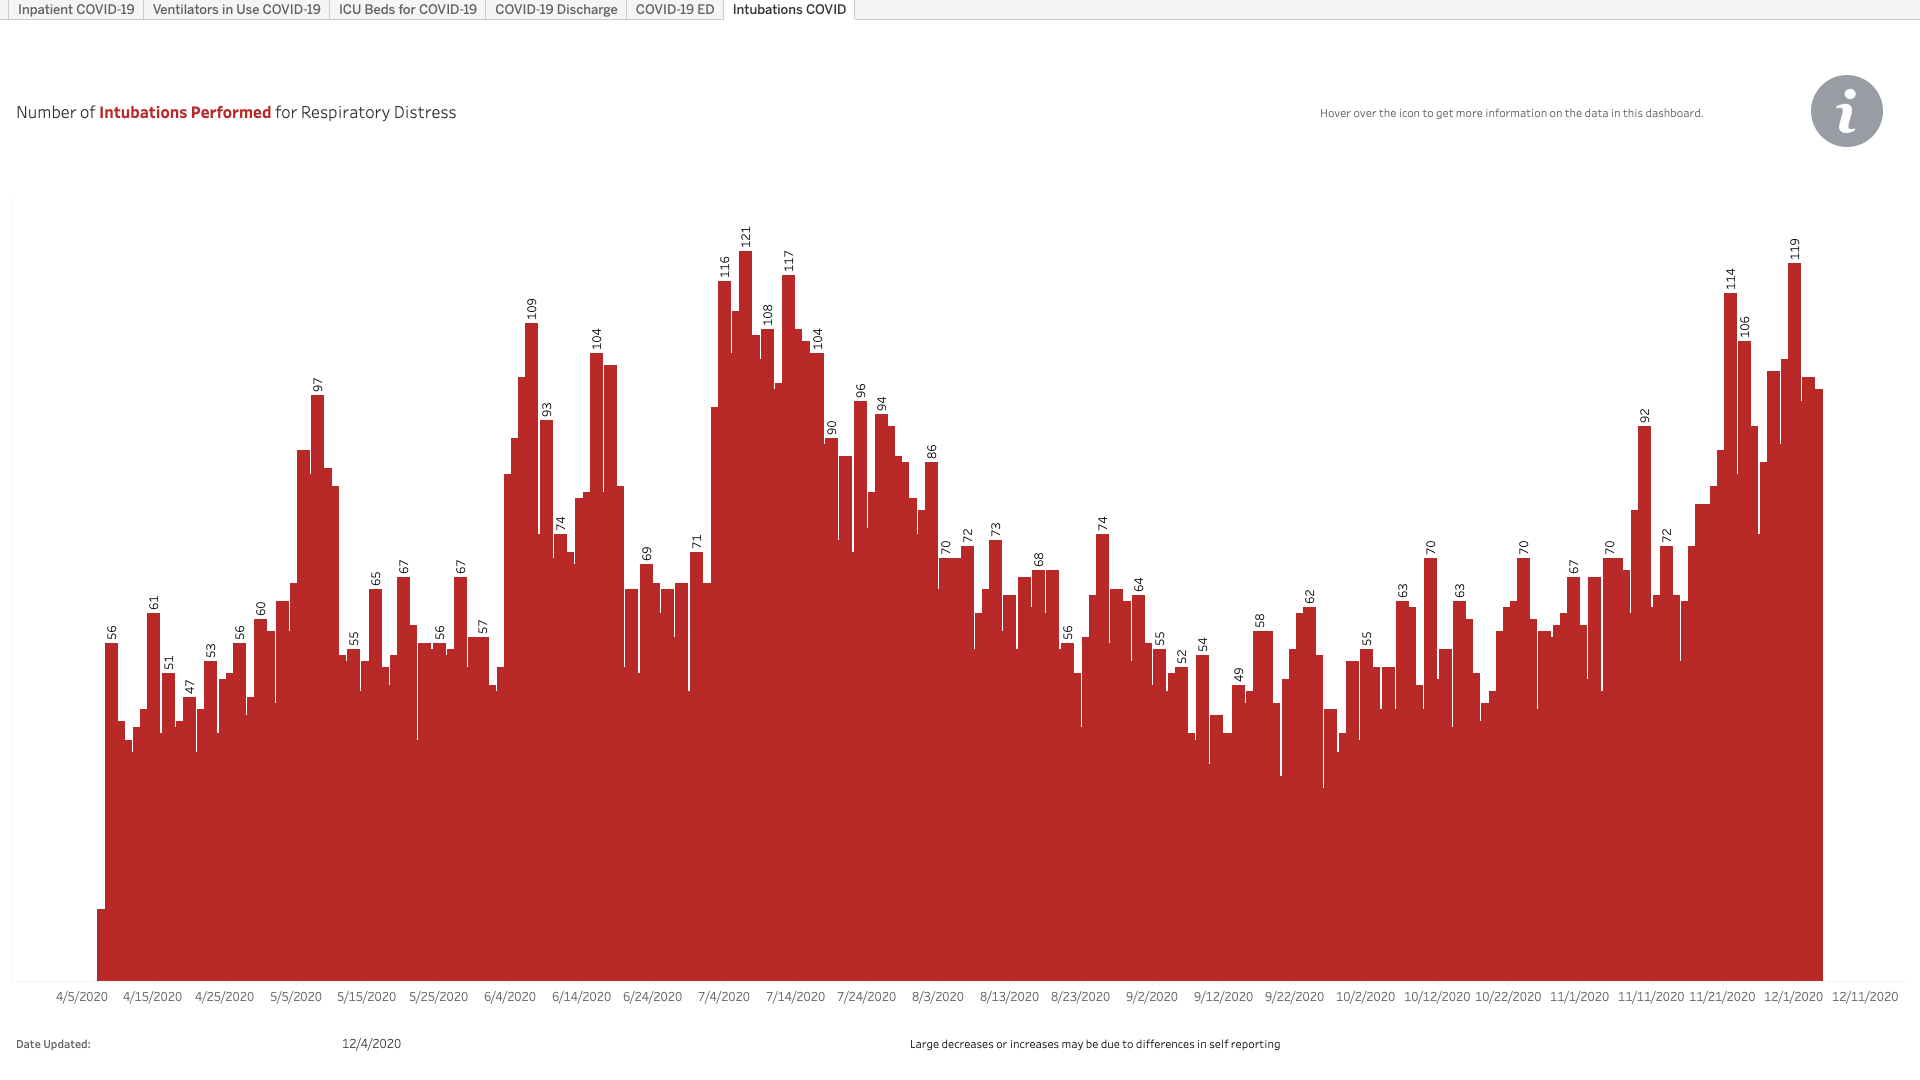 Inpatient COVID-19 Ventilators in Use COVID-19 ICU Beds for COVID-19 COVID-19 Discharge COVID-19 ED Intubations COVID
Number of Intubations Performed for Respiratory Distress
Hover over the icon to get more information on the data in this dashboard.
i
56 61 51 47 53 56 60 97 55 65 67 56 67 57 109 93 74 104 69 71 116 121 108 117 104 90 96 94 86 70 72 73 68 56 74 64 55 52 54 49 58 62 55 63 70 63 70 67 70 92 72 114 106 119
4/5/2020 4/15/2020 4/25/2020 5/5/2020 5/15/2020 5/25/2020 6/4/2020 6/14/2020 6/24/2020 7/4/2020 7/14/2020 7/24/2020 8/3/2020 8/13/2020 8/23/2020 9/2/2020 9/12/2020 9/22/2020 10/2/2020 10/12/2020 10/22/2020 11/1/2020 11/11/2020 11/21/2020 12/1/2020 12/11/2020
Date Updated: 12/4/2020 Large decreases or increases may be due to differences in self reporting